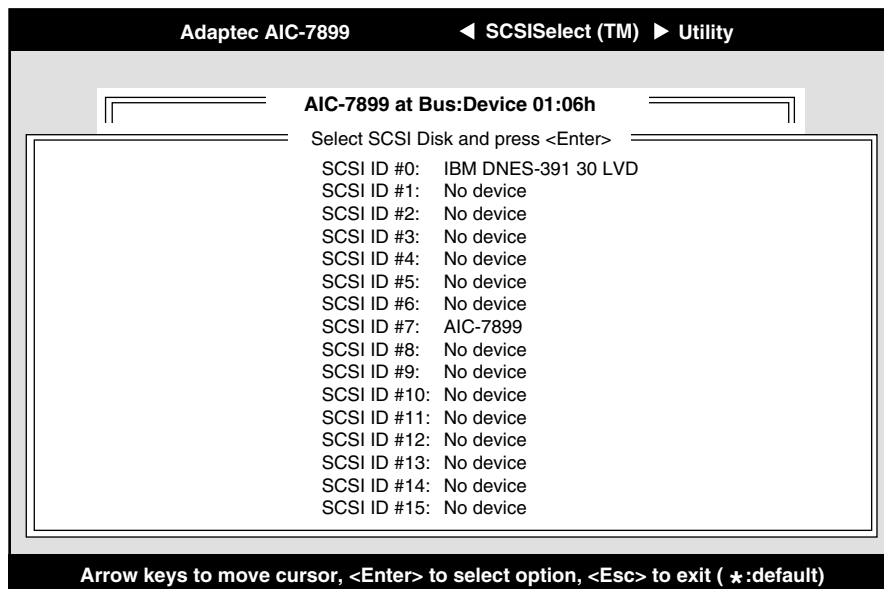 Adaptec AIC-7899 ◀ SCSISelect (TM) ▶ Utility
AIC-7899 at Bus:Device 01:06h
Select SCSI Disk and press <Enter>
SCSI ID #0: IBM DNES-391 30 LVD
SCSI ID #1: No device
SCSI ID #2: No device
SCSI ID #3: No device
SCSI ID #4: No device
SCSI ID #5: No device
SCSI ID #6: No device
SCSI ID #7: AIC-7899
SCSI ID #8: No device
SCSI ID #9: No device
SCSI ID #10: No device
SCSI ID #11: No device
SCSI ID #12: No device
SCSI ID #13: No device
SCSI ID #14: No device
SCSI ID #15: No device
Arrow keys to move cursor, <Enter> to select option, <Esc> to exit ( *:default)